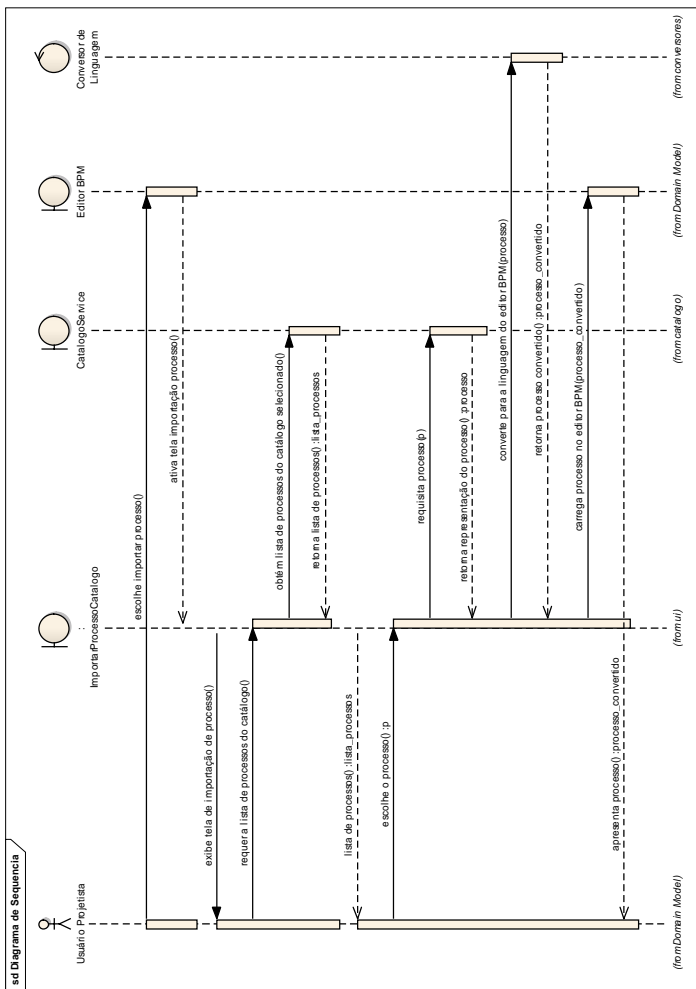 sd Diagrama de Sequencia
Usuário Projetista
:
ImportarProcessoCatalogo
CatalogoService
Editor BPM
Conversor de
Linguagem
escolhe importar processo()
ativa tela importação processo()
exibe tela de importação de processo()
requer a lista de processos do catálogo()
obtém lista de processos do catálogo selecionado()
retorna lista de processos() :lista_processos
lista de processos() :lista_processos
escolhe o processo() :p
requisita processo(p)
retorna representação do processo() :processo
converte para a linguagem do editor BPM(processo)
retorna processo convertido() :processo_convertido
carrega processo no editor BPM(processo_convertido)
apresenta processo() :processo_convertido
(from Domain Model)
(from ui)
(from catalogo)
(from Domain Model)
(from conversores)